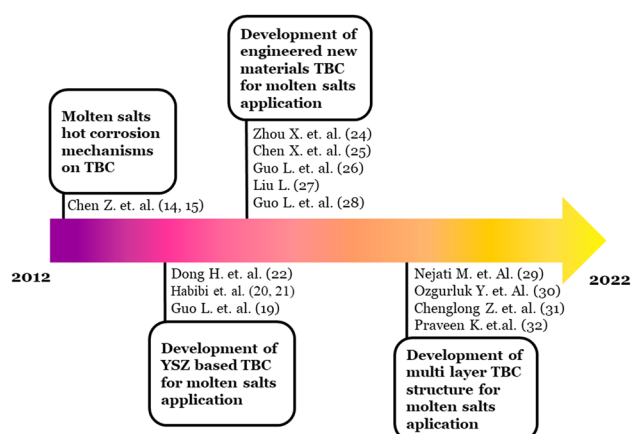 Development of
engineered new
materials TBC
for molten salts
application
Zhou X. et. al. (24)
Chen X. et. al. (25)
Guo L. et. al. (26)
Liu L. (27)
Guo L. et. al. (28)
Molten salts
hot corrosion
mechanisms
on TBC
Chen Z. et. al. (14, 15)
2012
2022
Dong H. et. al. (22)
Habibi et. al. (20, 21)
Guo L. et. al. (19)
Development of
YSZ based TBC
for molten salts
application
Nejati M. et. Al. (29)
Ozgurluk Y. et. Al. (30)
Chenglong Z. et. al. (31)
Praveen K. et.al. (32)
Development of
multi layer TBC
structure for
molten salts
aplication